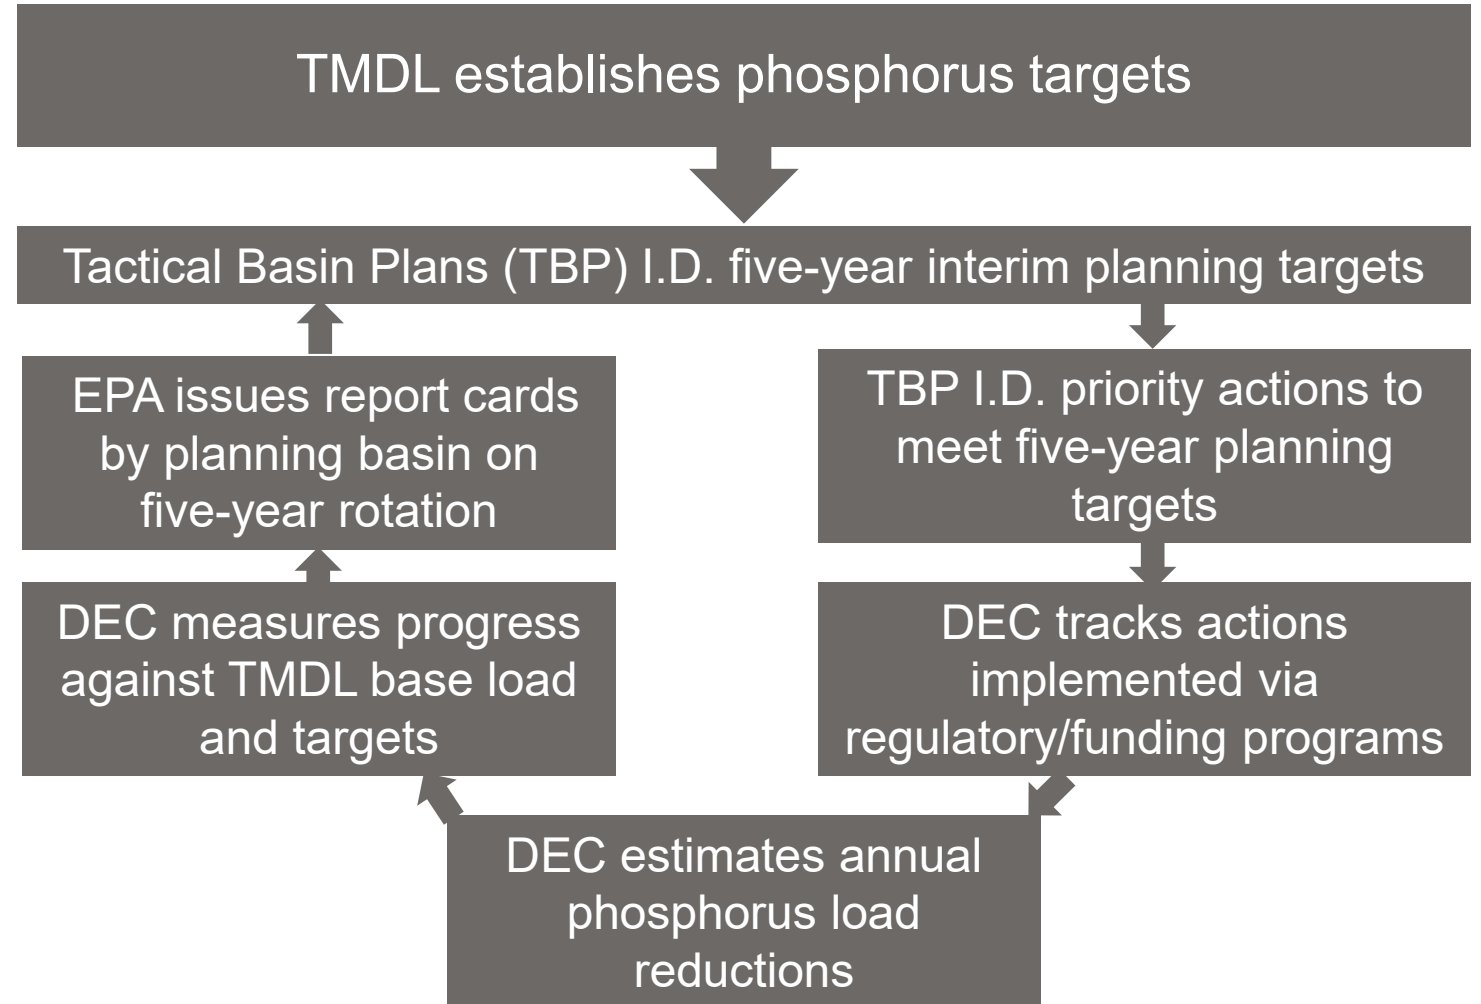 TMDL establishes phosphorus targets
Tactical Basin Plans (TBP) I.D. five-year interim planning targets
TBP I.D. priority actions to
meet five-year planning
targets
DEC tracks actions
implemented via
regulatory/funding programs
DEC estimates annual
phosphorus load
reductions
DEC measures progress
against TMDL base load
and targets
EPA issues report cards
by planning basin on
five-year rotation